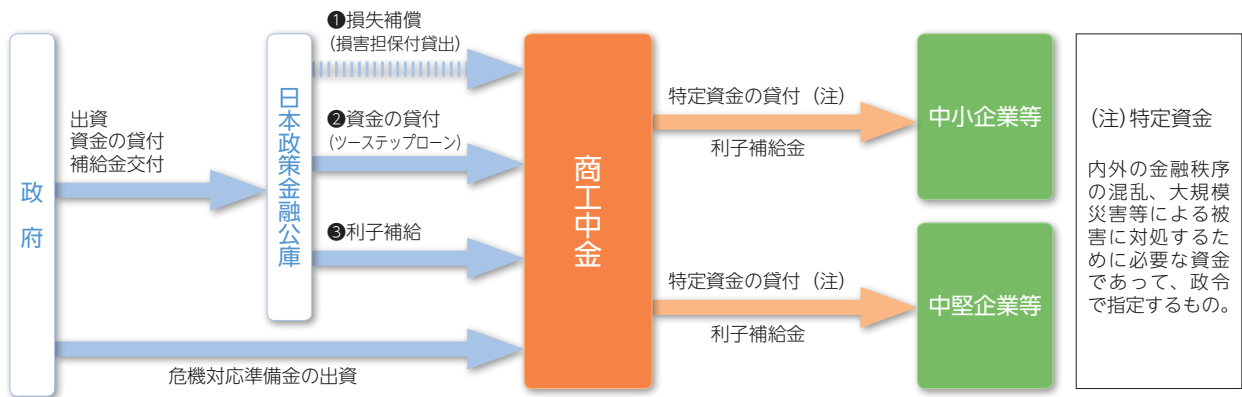 政府
出資
資金の貸付
補給金交付
日本政策金融公庫
❶損失補償
(損害担保付貸出)
❷資金の貸付
(ツーステップローン)
❸利子補給
危機対応準備金の出資
商工中金
特定資金の貸付（注）
利子補給金
特定資金の貸付（注）
利子補給金
中小企業等
中堅企業等
(注)特定資金
内外の金融秩序
の混乱、大規模
災害等による被
害に対処するた
めに必要な資金
であって、政令
で指定するもの。